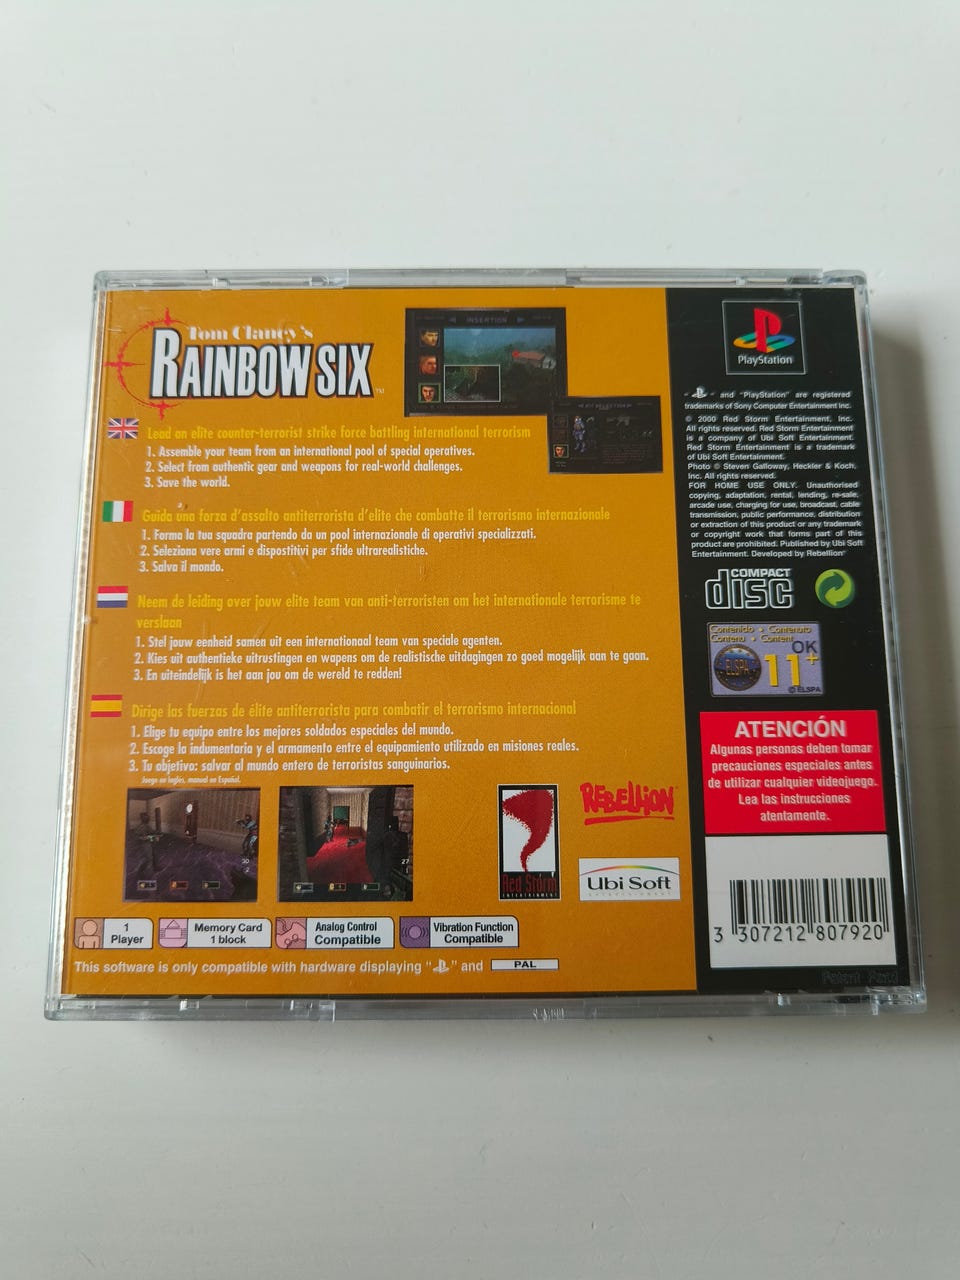 Tom Clancy's
RAINBOW SIX™
INSERTION
Lead an elite counter-terrorist strike force battling international terrorism
1. Assemble your team from an international pool of special operatives.
2. Select from authentic gear and weapons for real-world challenges.
3. Save the world.
Guida una forza d'assalto antiterrorista d'elite che combatte il terrorismo internazionale
1. Forma la tua squadra partendo da un pool internazionale di operativi specializzati.
2. Seleziona vere armi e dispositivi per sfide ultrarealistiche.
3. Salva il mondo.
Neem de leiding over jouw elite team van anti-terroristen om het internationale terrorisme te
verslaan
1. Stel jouw eenheid samen uit een internationaal team van speciale agenten.
2. Kies uit authentieke uitrustingen en wapens om de realistische uitdagingen zo goed mogelijk aan te gaan.
3. En uiteindelijk is het aan jou om de wereld te redden!
Dirige las fuerzas de élite antiterrorista para combatir el terrorismo internacional
1. Elige tu equipo entre los mejores soldados especiales del mundo.
2. Escoge la indumentaria y el armamento entre el equipamiento utilizado en misiones reales.
3. Tu objetivo: salvar al mundo entero de terroristas sanguinarios.
Juego en Inglés, manual en Español.
30
2
27
Red Storm
ENTERTAINMENT
REBELLION
Ubi Soft
ENTERTAINMENT
1
Player
Memory Card
1 block
Analog Control
Compatible
Vibration Function
Compatible
This software is only compatible with hardware displaying " " and PAL
PlayStation
" " and "PlayStation" are registered
trademarks of Sony Computer Entertainment Inc.
© 2000 Red Storm Entertainment, Inc.
All rights reserved. Red Storm Entertainment
is a company of Ubi Soft Entertainment.
Red Storm Entertainment is a trademark
of Ubi Soft Entertainment.
Photo © Steven Galloway, Heckler & Koch,
Inc. All rights reserved.
FOR HOME USE ONLY. Unauthorised
copying, adaptation, rental, lending, re-sale,
arcade use, charging for use, broadcast, cable
transmission, public performance, distribution
or extraction of this product or any trademark
or copyright work that forms part of this
product are prohibited. Published by Ubi Soft
Entertainment. Developed by Rebellion
COMPACT
disc
Contenido • Contenuto
Contenu • Content
OK
ELSPA
11+
© ELSPA
ATENCIÓN
Algunas personas deben tomar
precauciones especiales antes
de utilizar cualquier videojuego.
Lea las instrucciones
atentamente.
3 307212 807920
Patent Pend